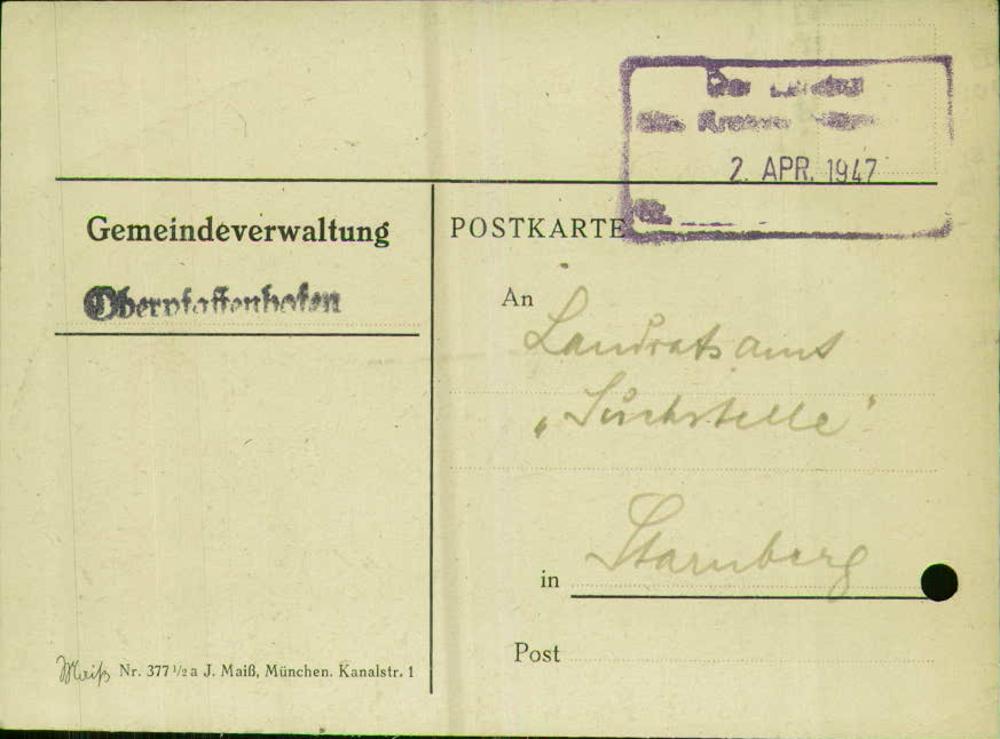 2. APR. 1947
Gemeindeverwaltung
Oberpfaffenhofen
POSTKARTE
An
Landratsamt
„Suchstelle"
in Starnberg
Post
Maiß Nr. 377 1/2 a J. Maiß, München. Kanalstr. 1